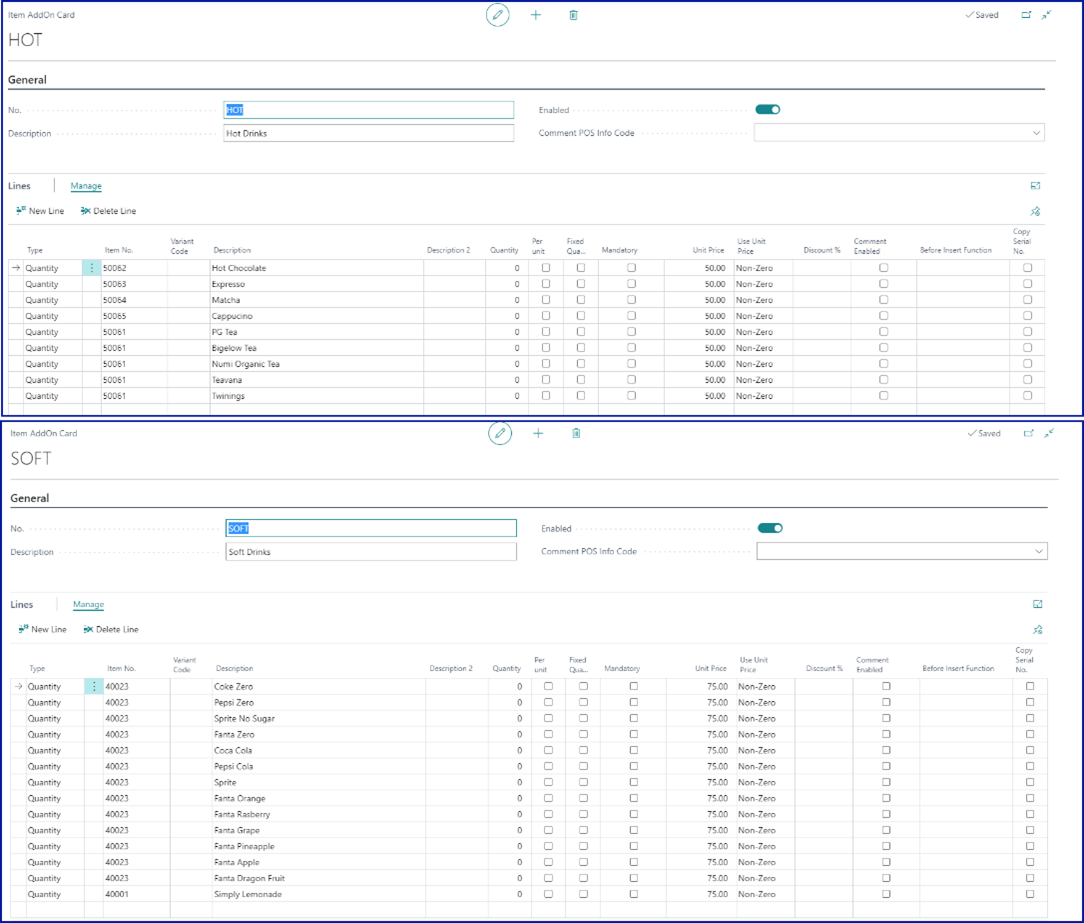 Item AddOn Card
Saved
HOT
General
No. HOT Enabled
Description Hot Drinks Comment POS Info Code
Lines Manage
New Line Delete Line
Type Item No. Variant Code Description Description 2 Quantity Per unit Fixed Qua... Mandatory Unit Price Use Unit Price Discount % Comment Enabled Before Insert Function Copy Serial No.
Quantity 50062 Hot Chocolate 0 50.00 Non-Zero
Quantity 50063 Expresso 0 50.00 Non-Zero
Quantity 50064 Matcha 0 50.00 Non-Zero
Quantity 50065 Cappucino 0 50.00 Non-Zero
Quantity 50061 PG Tea 0 50.00 Non-Zero
Quantity 50061 Bigelow Tea 0 50.00 Non-Zero
Quantity 50061 Numi Organic Tea 0 50.00 Non-Zero
Quantity 50061 Teavana 0 50.00 Non-Zero
Quantity 50061 Twinings 0 50.00 Non-Zero
Item AddOn Card
Saved
SOFT
General
No. SOFT Enabled
Description Soft Drinks Comment POS Info Code
Lines Manage
New Line Delete Line
Type Item No. Variant Code Description Description 2 Quantity Per unit Fixed Qua... Mandatory Unit Price Use Unit Price Discount % Comment Enabled Before Insert Function Copy Serial No.
Quantity 40023 Coke Zero 0 75.00 Non-Zero
Quantity 40023 Pepsi Zero 0 75.00 Non-Zero
Quantity 40023 Sprite No Sugar 0 75.00 Non-Zero
Quantity 40023 Fanta Zero 0 75.00 Non-Zero
Quantity 40023 Coca Cola 0 75.00 Non-Zero
Quantity 40023 Pepsi Cola 0 75.00 Non-Zero
Quantity 40023 Sprite 0 75.00 Non-Zero
Quantity 40023 Fanta Orange 0 75.00 Non-Zero
Quantity 40023 Fanta Rasberry 0 75.00 Non-Zero
Quantity 40023 Fanta Grape 0 75.00 Non-Zero
Quantity 40023 Fanta Pineapple 0 75.00 Non-Zero
Quantity 40023 Fanta Apple 0 75.00 Non-Zero
Quantity 40023 Fanta Dragon Fruit 0 75.00 Non-Zero
Quantity 40001 Simply Lemonade 0 75.00 Non-Zero